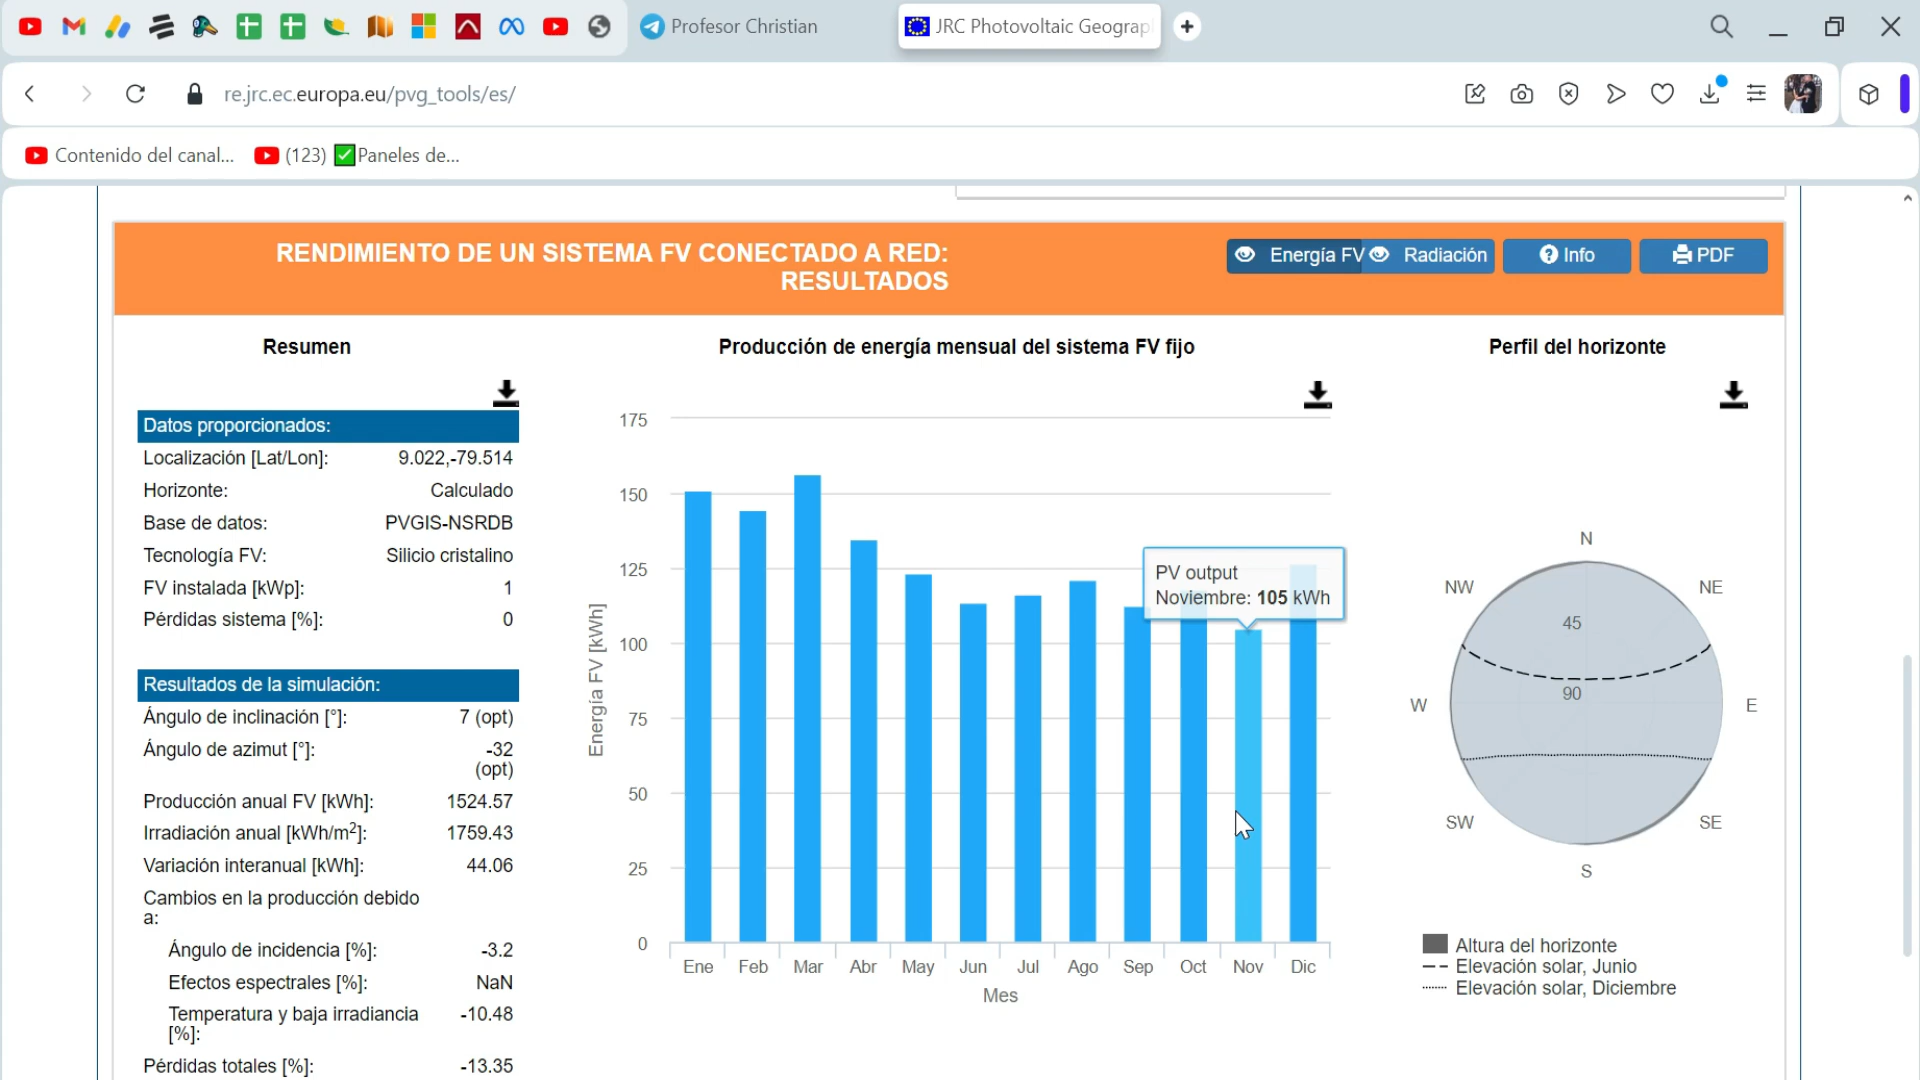 Profesor Christian
JRC Photovoltaic Geograp
re.jrc.ec.europa.eu/pvg_tools/es/
Contenido del canal...
(123) ✅Paneles de...
RENDIMIENTO DE UN SISTEMA FV CONECTADO A RED:
RESULTADOS
Energía FV
Radiación
Info
PDF
Resumen
Datos proporcionados:
Localización [Lat/Lon]: 9.022,-79.514
Horizonte: Calculado
Base de datos: PVGIS-NSRDB
Tecnología FV: Silicio cristalino
FV instalada [kWp]: 1
Pérdidas sistema [%]: 0
Resultados de la simulación:
Ángulo de inclinación [°]: 7 (opt)
Ángulo de azimut [°]: -32
(opt)
Producción anual FV [kWh]: 1524.57
Irradiación anual [kWh/m²]: 1759.43
Variación interanual [kWh]: 44.06
Cambios en la producción debido
a:
Ángulo de incidencia [%]: -3.2
Efectos espectrales [%]: NaN
Temperatura y baja irradiancia -10.48
[%]:
Pérdidas totales [%]: -13.35
Producción de energía mensual del sistema FV fijo
175
150
125
100
75
50
25
0
Energía FV [kWh]
PV output
Noviembre: 105 kWh
Ene Feb Mar Abr May Jun Jul Ago Sep Oct Nov Dic
Mes
Perfil del horizonte
N
NW
NE
45
90
W
E
SW
SE
S
Altura del horizonte
Elevación solar, Junio
Elevación solar, Diciembre